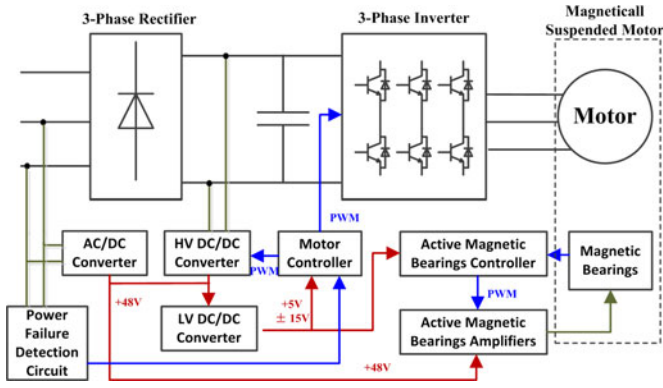 3-Phase Rectifier
3-Phase Inverter
Magneticall
Suspended Motor
Motor
PWM
AC/DC
Converter
HV DC/DC
Converter
PWM
Motor
Controller
Active Magnetic
Bearings Controller
Magnetic
Bearings
+48V
+5V
± 15V
PWM
Power
Failure
Detection
Circuit
LV DC/DC
Converter
Active Magnetic
Bearings Amplifiers
+48V